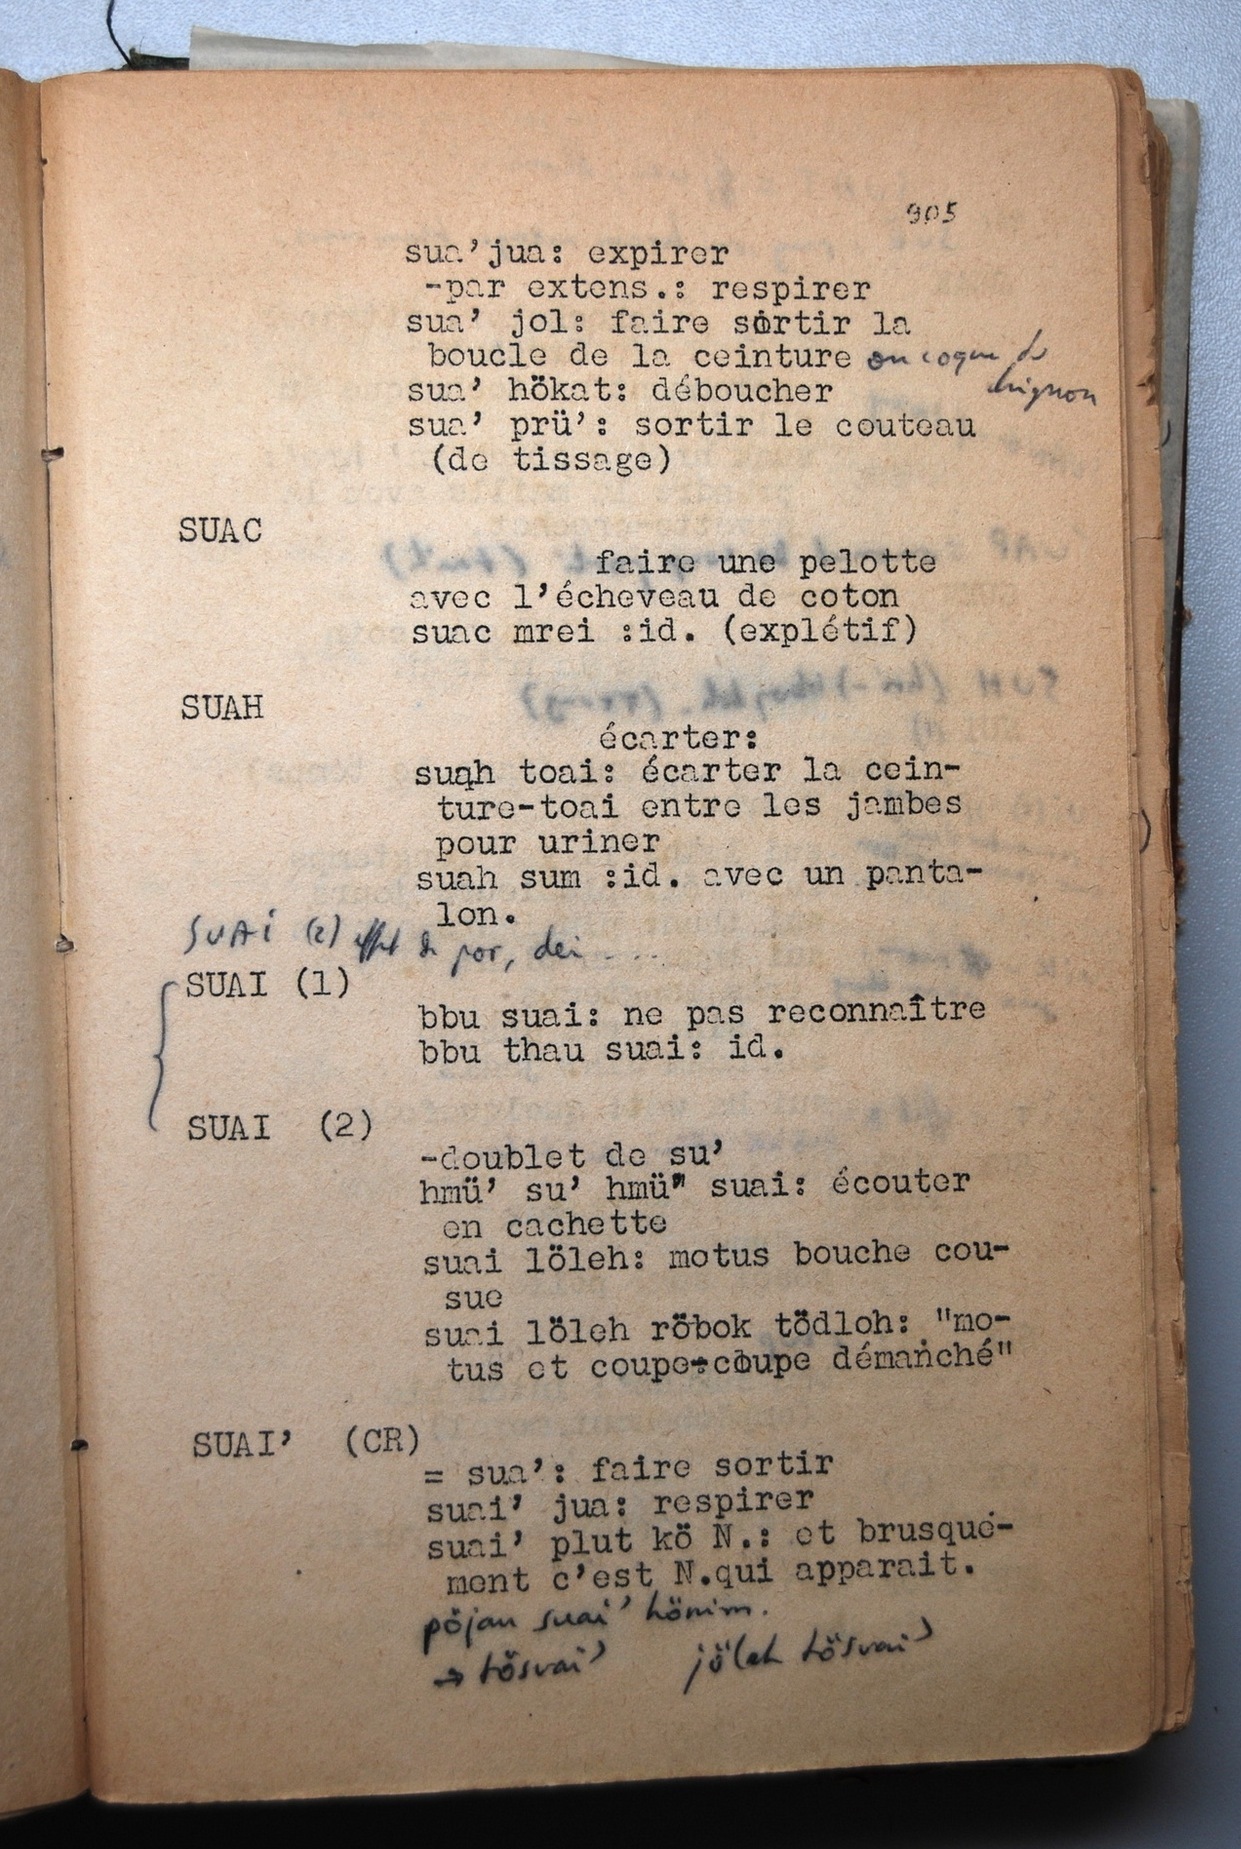 905
sua’jua: expirer
-par extens.: respirer
sua’ jol: faire sortir la
boucle de la ceinture ou coque de
chignon
sua’ hökat: déboucher
sua’ prü’: sortir le couteau
(de tissage)
SUAC
faire une pelotte
avec l'écheveau de coton
suac mrei :id. (explétif)
SUAH
écarter:
suah toai: écarter la cein-
ture-toai entre les jambes
pour uriner
suah sum :id. avec un panta-
lon.
SUAI (2) effet de por, dei ....
SUAI (1)
bbu suai: ne pas reconnaître
bbu thau suai: id.
SUAI (2)
-doublet de su’
hmü’ su’ hmü" suai: écouter
en cachette
suai löleh: motus bouche cou-
sue
suai löleh röbok tödloh: "mo-
tus et coupe-coupe démanché"
SUAI’ (CR)
= sua’: faire sortir
suai’ jua: respirer
suai’ plut kö N.: et brusque-
ment c'est N.qui apparait.
pöjau suai’ hönim.
→ tösuai’ jöleh tösuai’